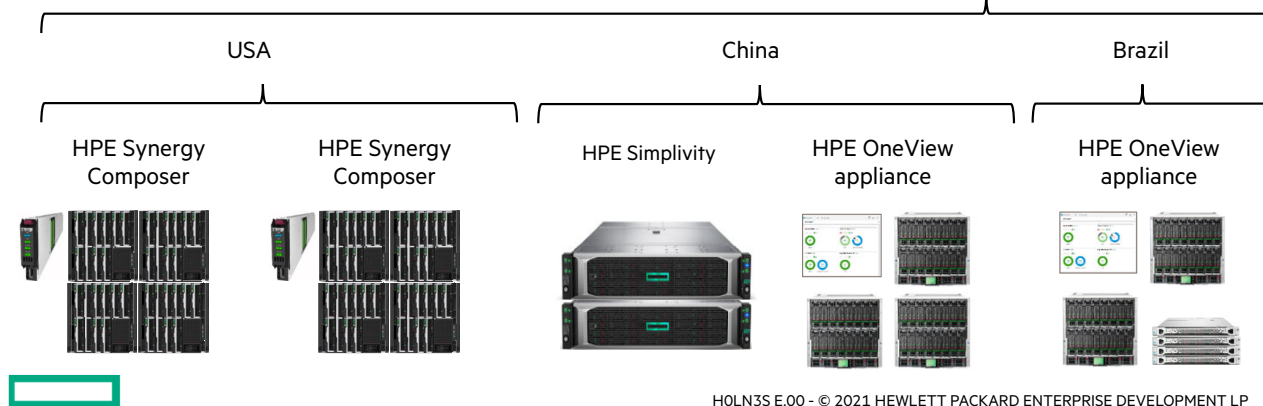 USA
China
Brazil
HPE Synergy
Composer
HPE Synergy
Composer
HPE Simplivity
HPE OneView
appliance
HPE OneView
appliance
H0LN3S E.00 - © 2021 HEWLETT PACKARD ENTERPRISE DEVELOPMENT LP